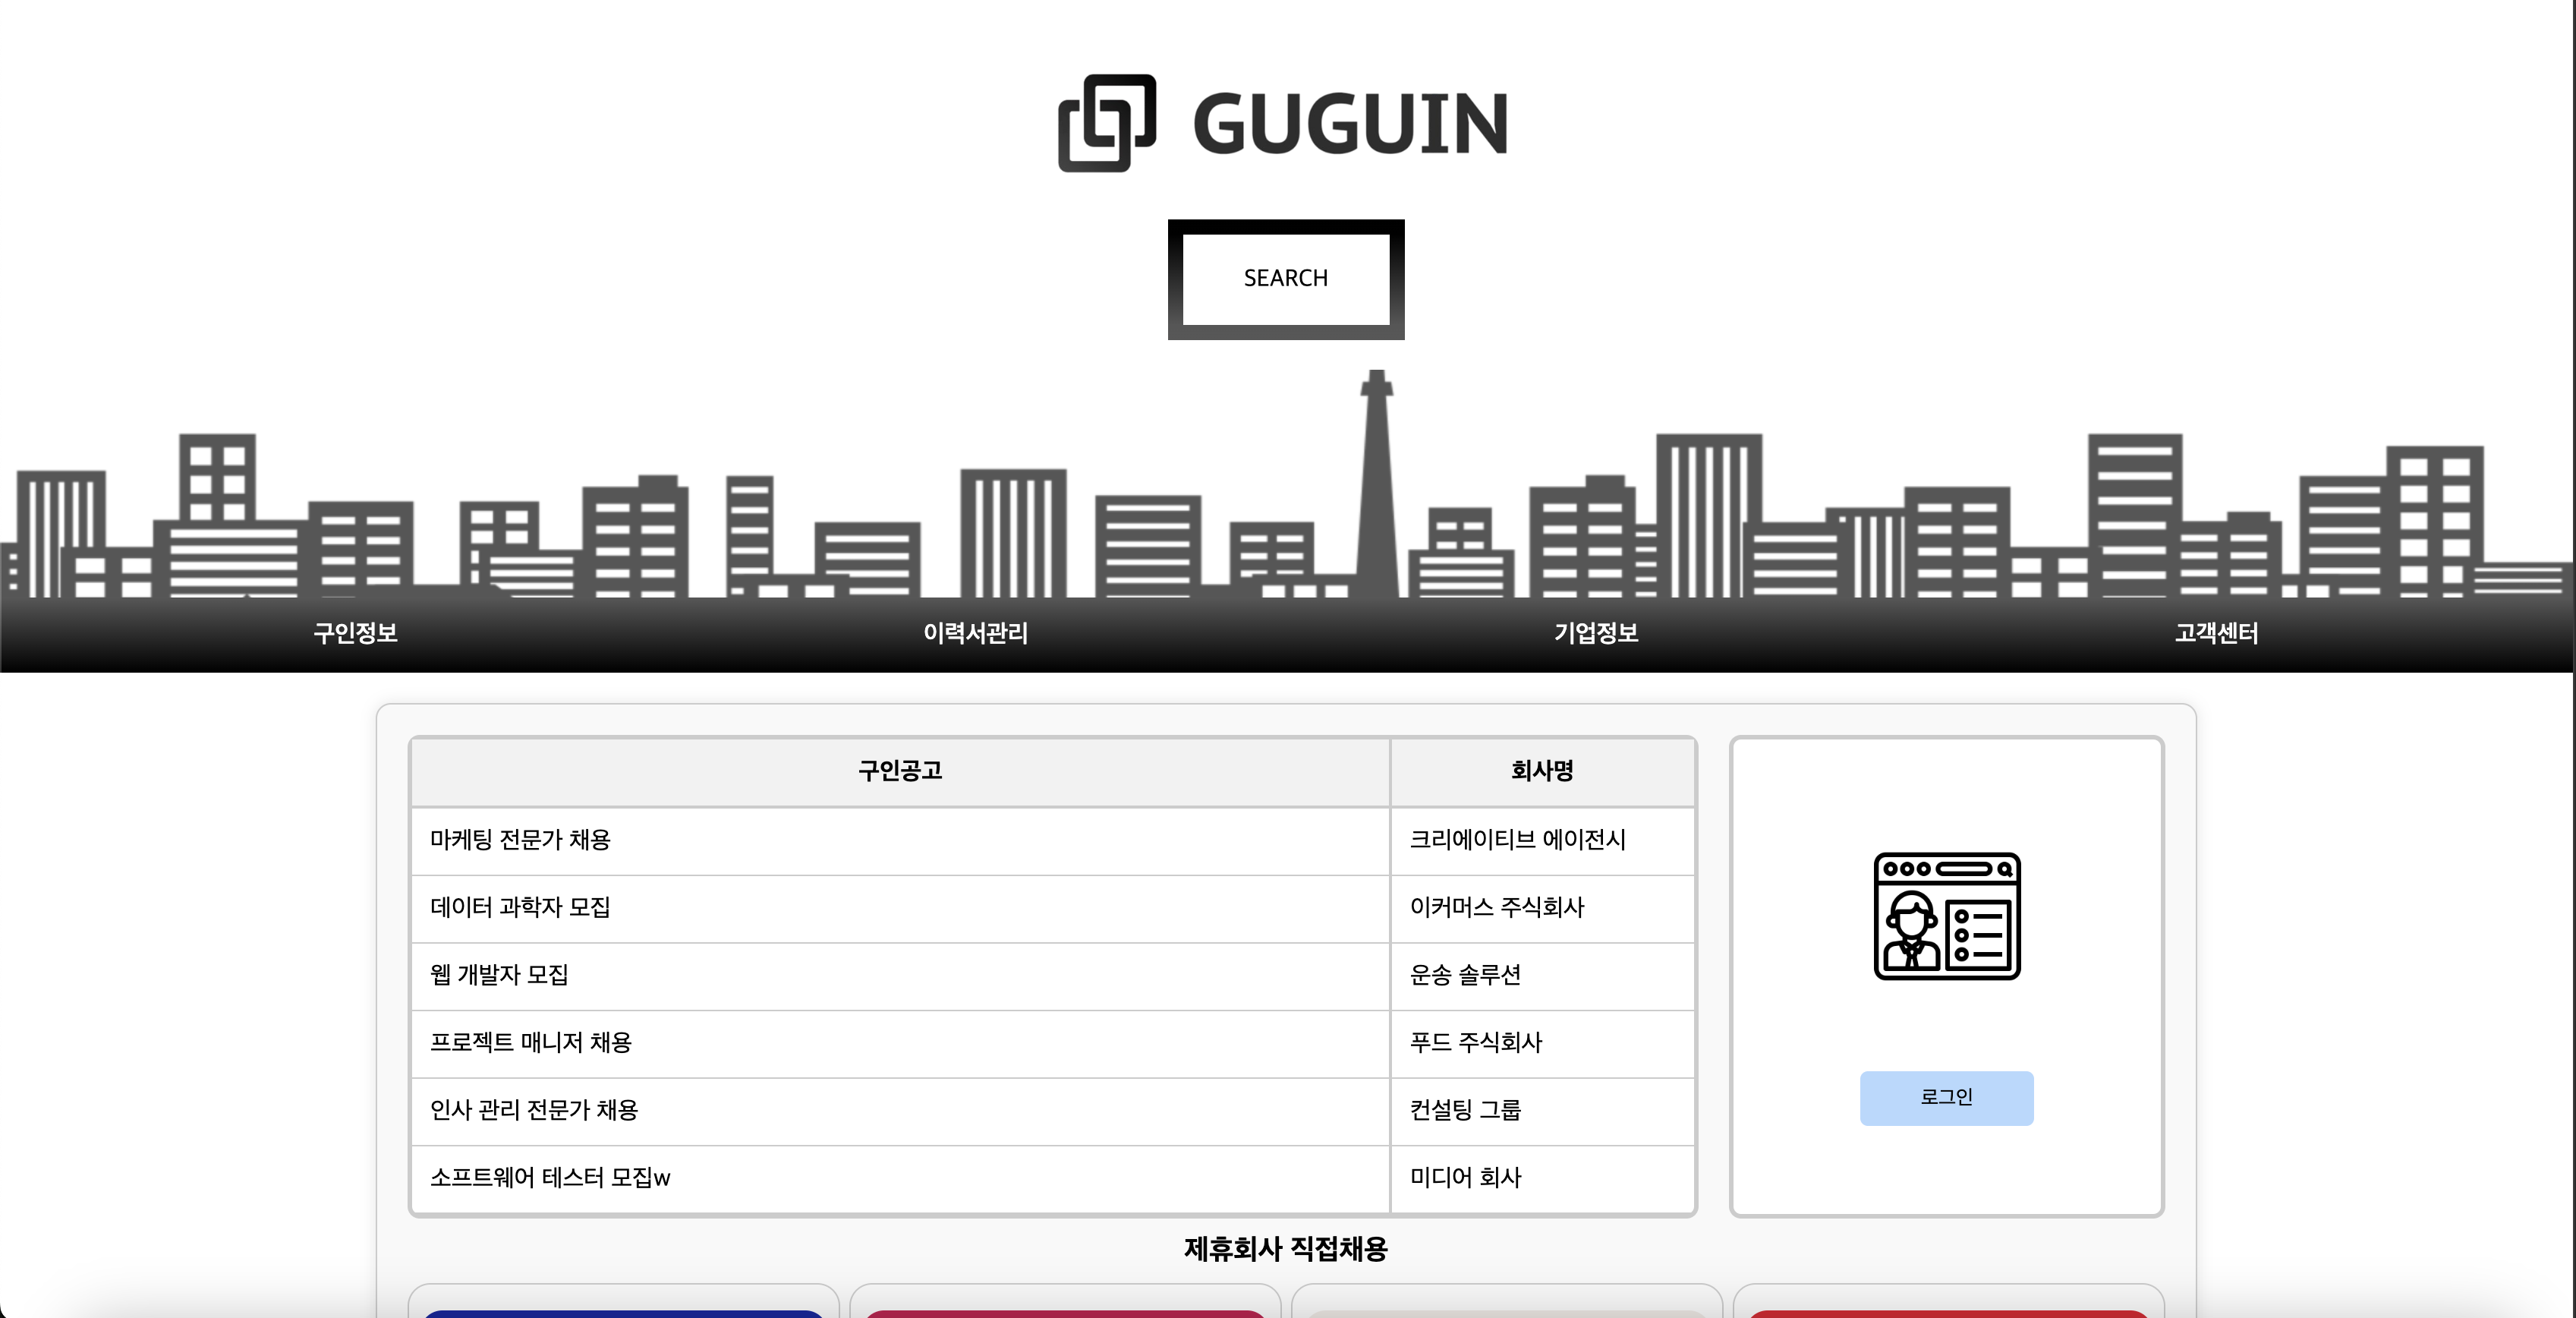 GUGUIN
SEARCH
구인정보 이력서관리 기업정보 고객센터
구인공고 회사명
마케팅 전문가 채용 크리에이티브 에이전시
데이터 과학자 모집 이커머스 주식회사
웹 개발자 모집 운송 솔루션
프로젝트 매니저 채용 푸드 주식회사
인사 관리 전문가 채용 컨설팅 그룹
소프트웨어 테스터 모집w 미디어 회사
로그인
제휴회사 직접채용